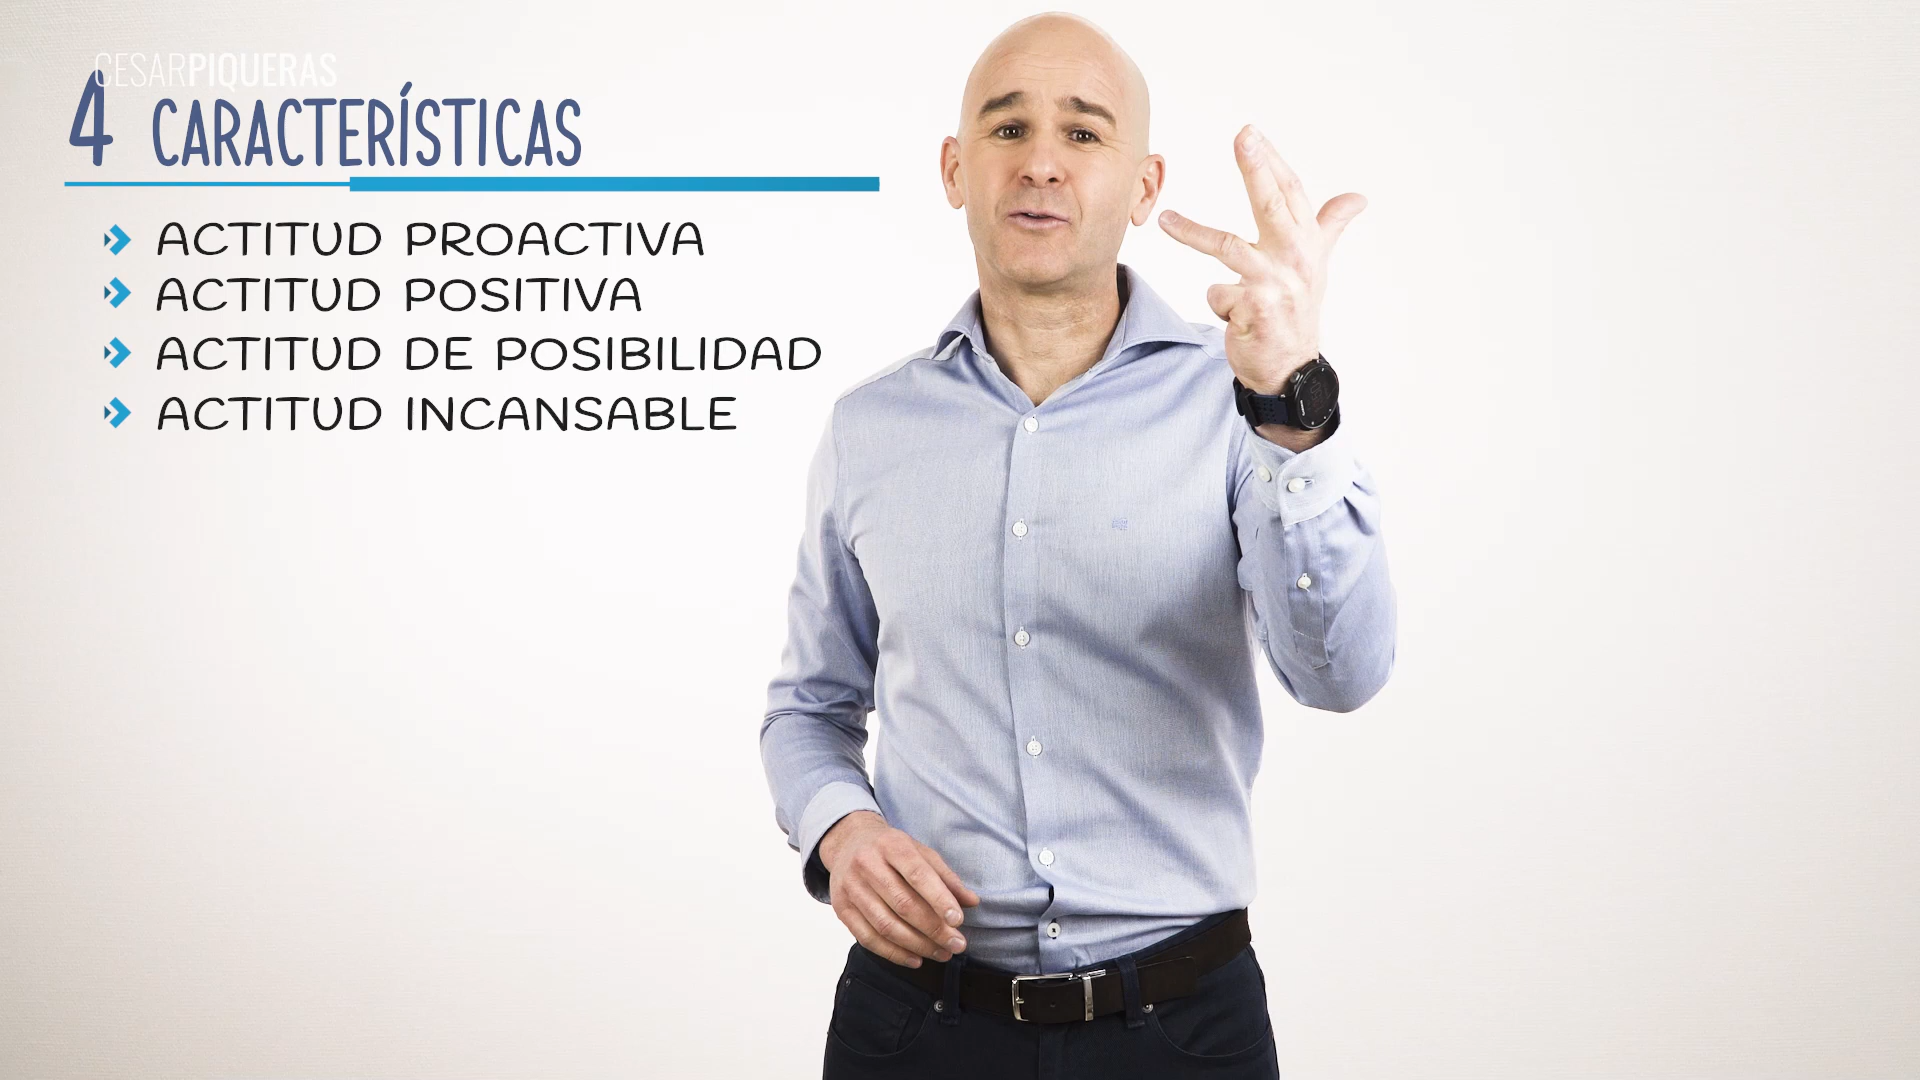 CESARPIQUERAS
4 CARACTERÍSTICAS
ACTITUD PROACTIVA
ACTITUD POSITIVA
ACTITUD DE POSIBILIDAD
ACTITUD INCANSABLE